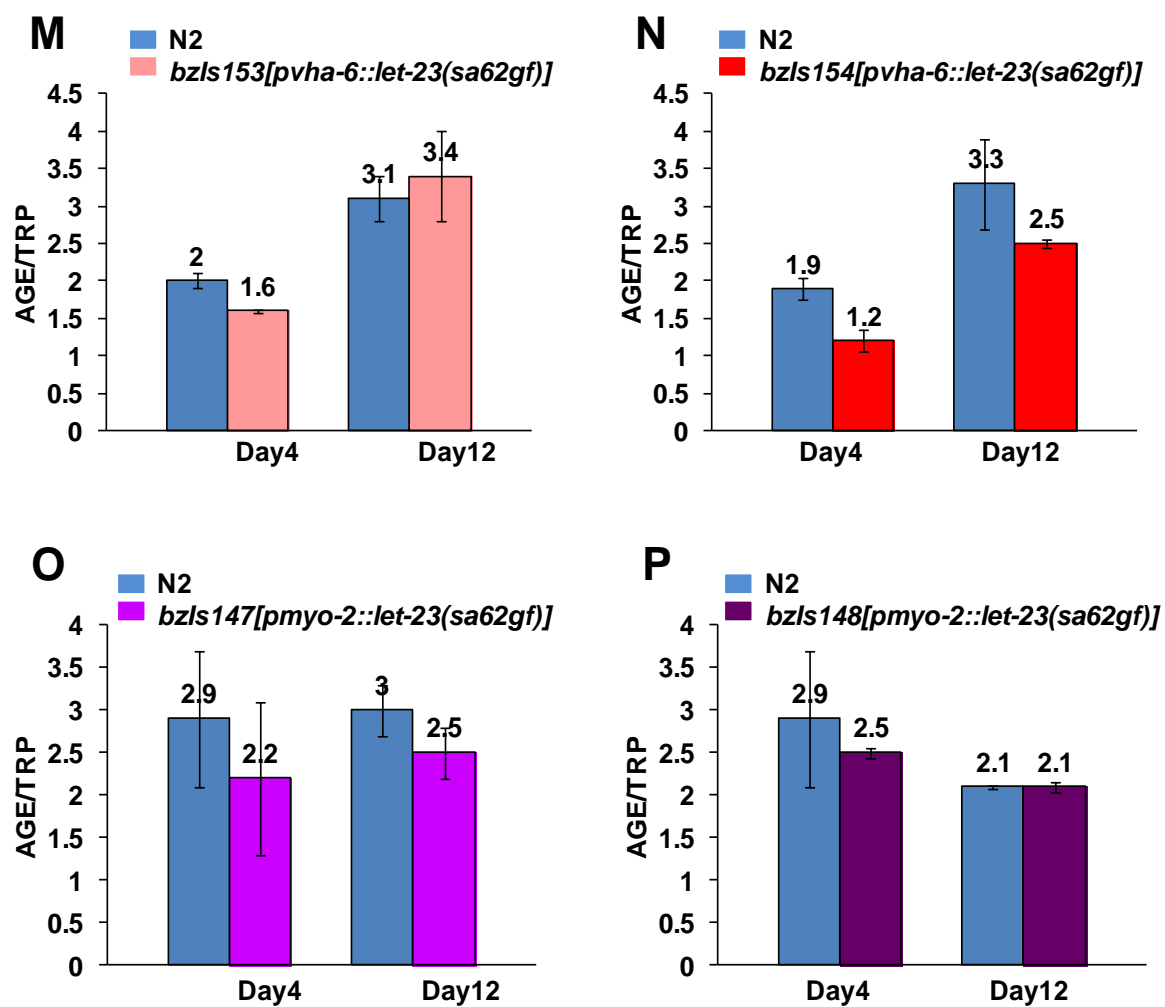 M
N2
bzIs153[pvha-6::let-23(sa62gf)]
AGE/TRP
4.5
4
3.5
3
2.5
2
1.5
1
0.5
0
2
1.6
3.1
3.4
Day4
Day12
N
N2
bzIs154[pvha-6::let-23(sa62gf)]
AGE/TRP
4.5
4
3.5
3
2.5
2
1.5
1
0.5
0
1.9
1.2
3.3
2.5
Day4
Day12
O
N2
bzIs147[pmyo-2::let-23(sa62gf)]
AGE/TRP
4
3.5
3
2.5
2
1.5
1
0.5
0
2.9
2.2
3
2.5
Day4
Day12
P
N2
bzIs148[pmyo-2::let-23(sa62gf)]
AGE/TRP
4
3.5
3
2.5
2
1.5
1
0.5
0
2.9
2.5
2.1
2.1
Day4
Day12